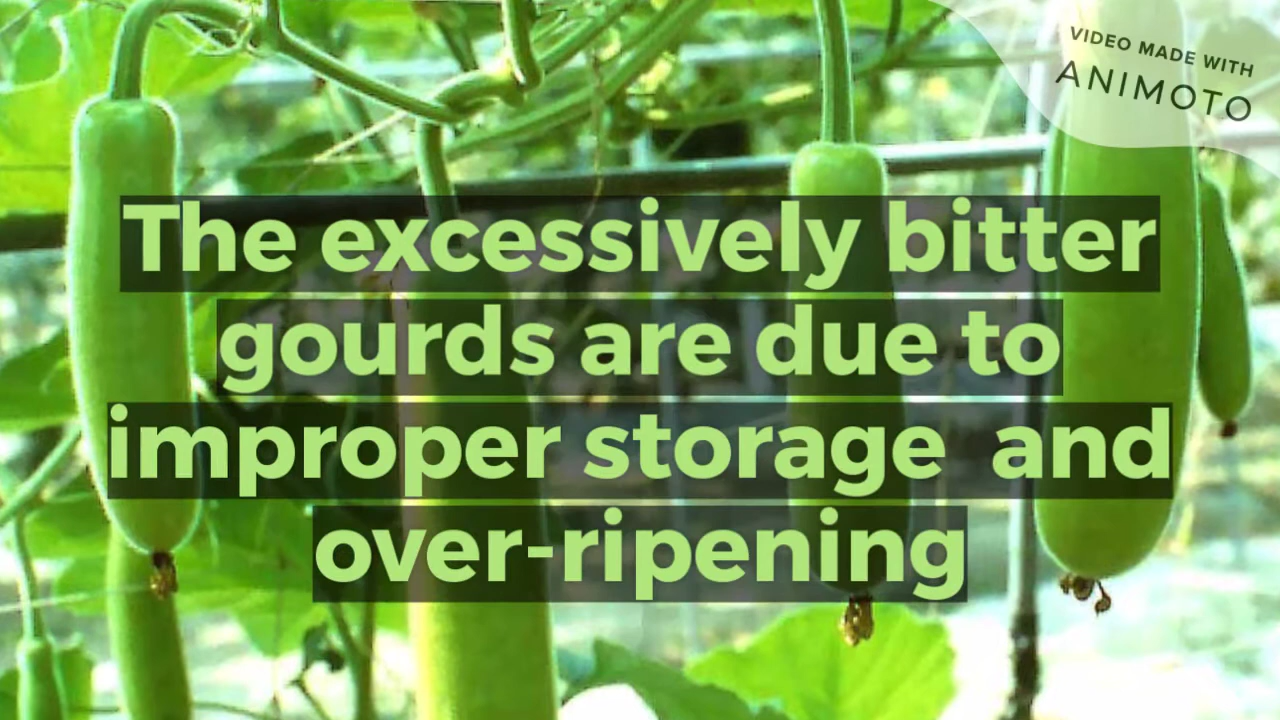 VIDEO MADE WITH
ANIMOTO
The excessively bitter
gourds are due to
improper storage  and
over-ripening